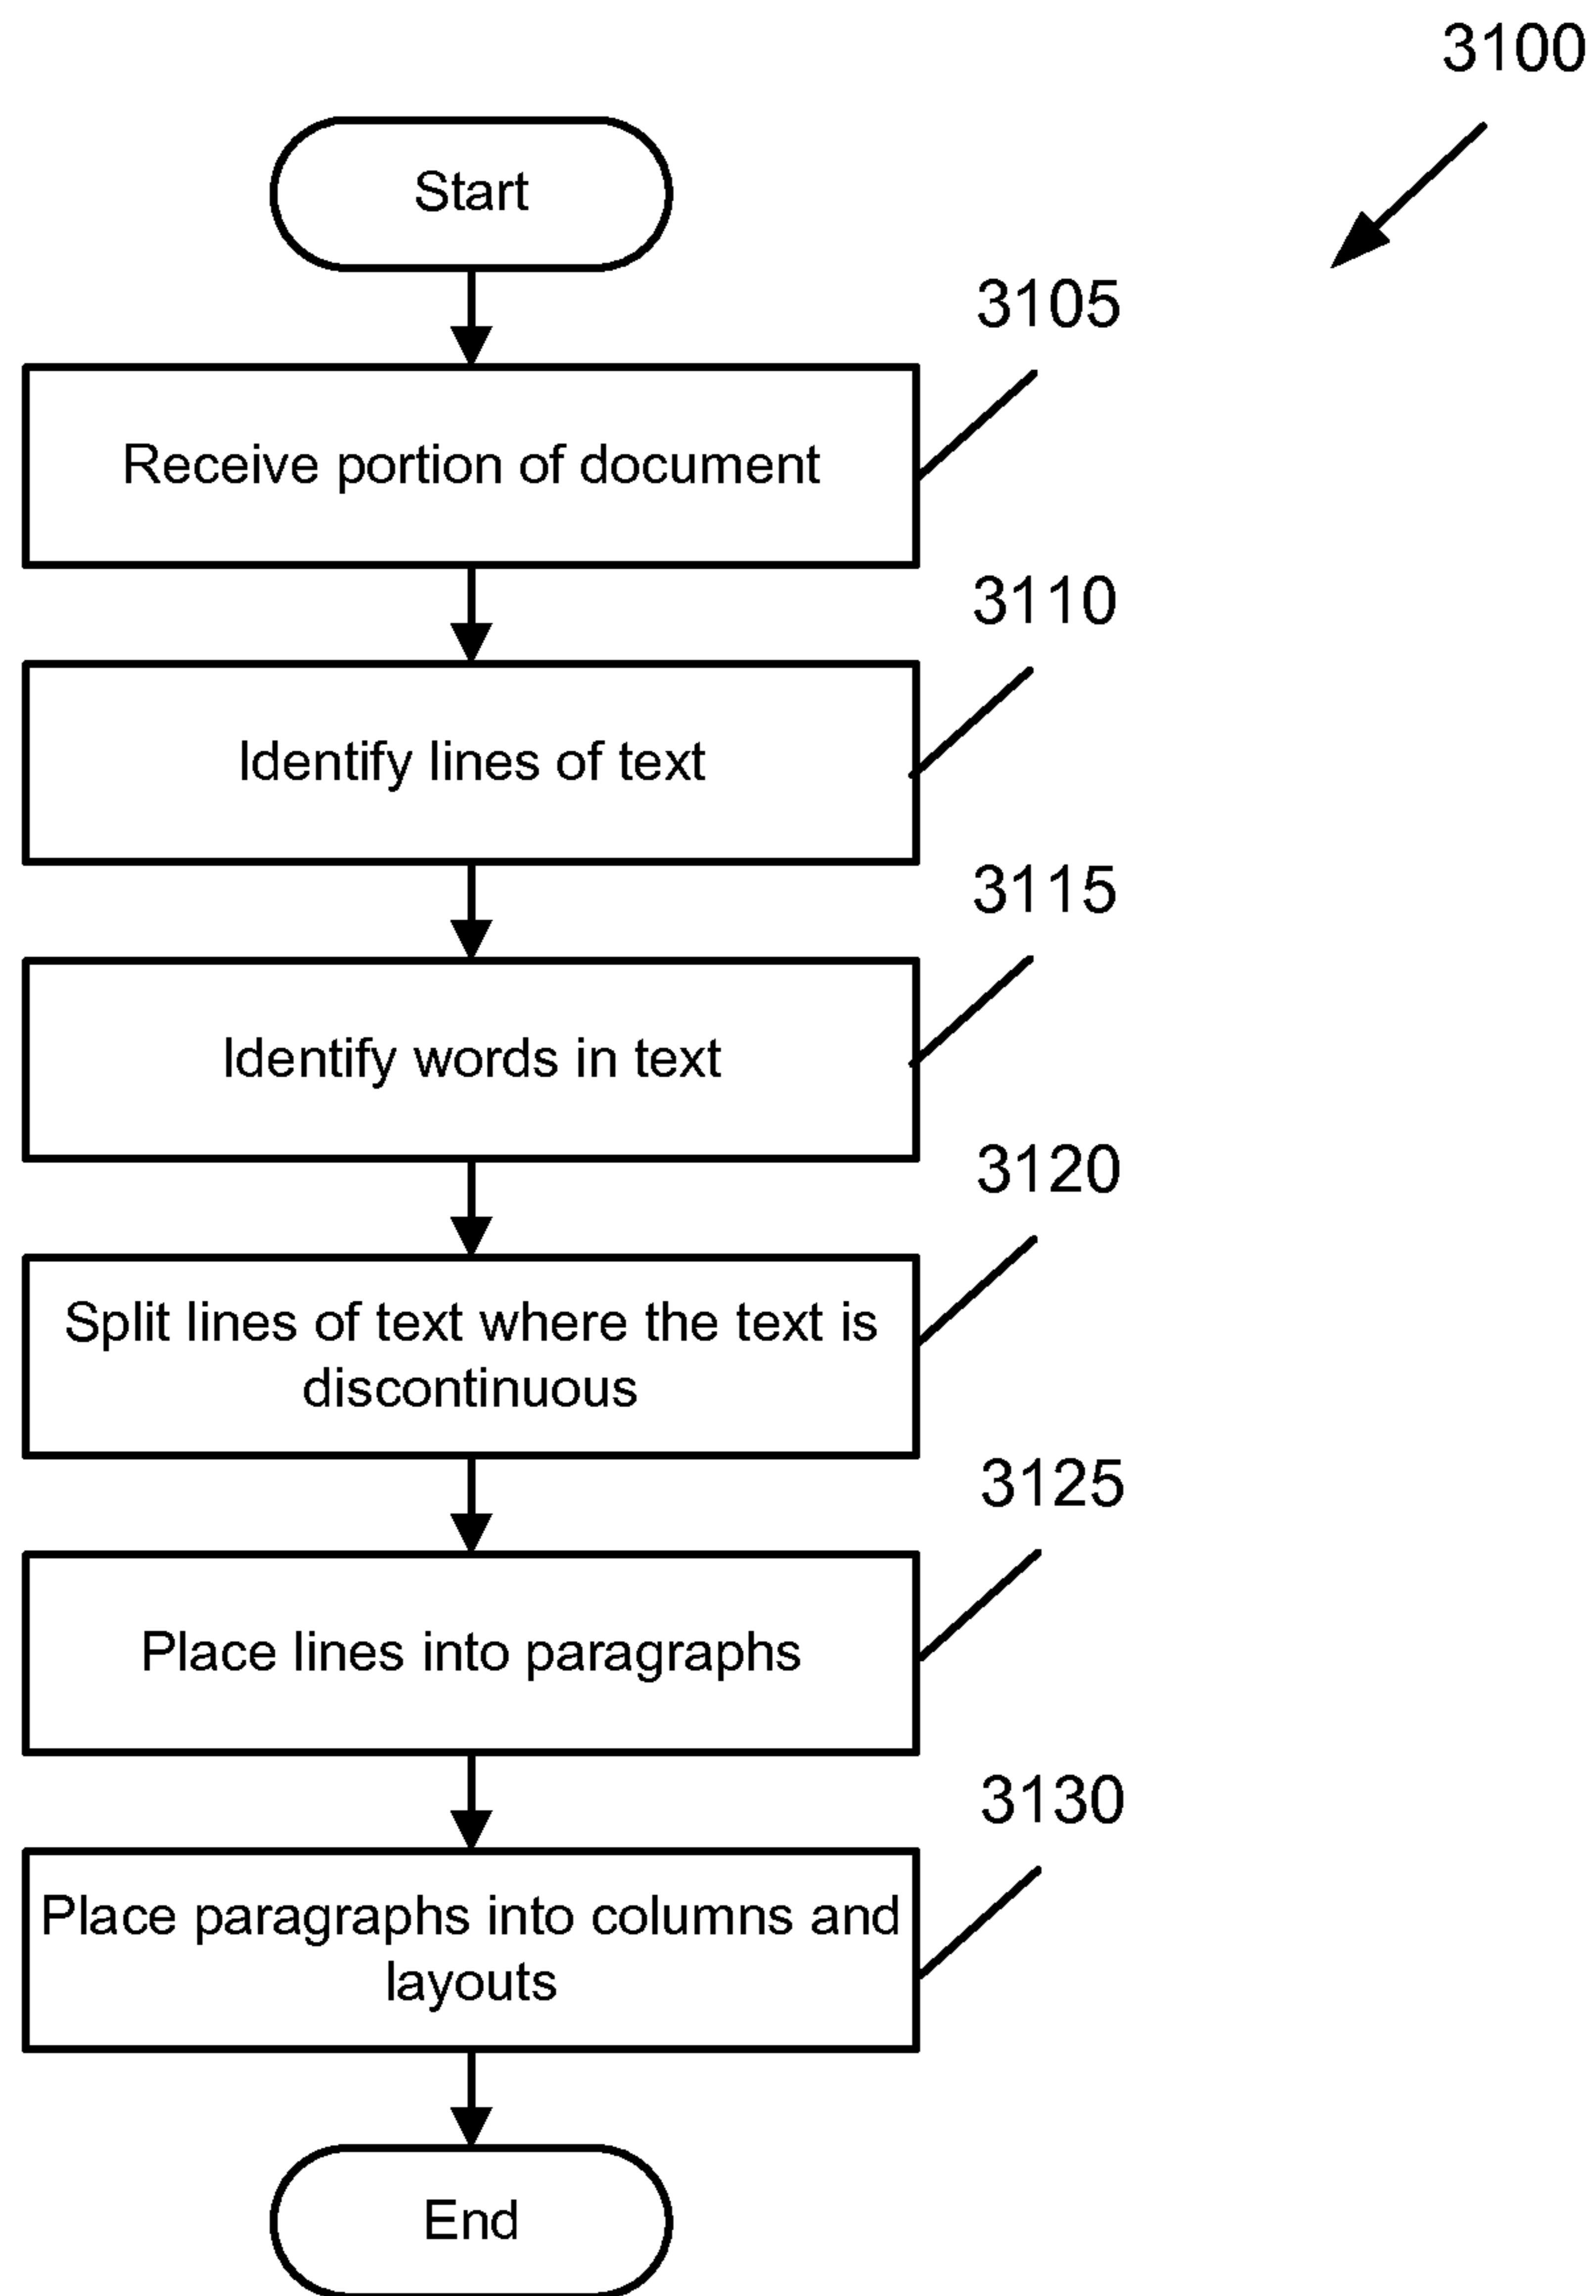 3100
Start
3105
Receive portion of document
3110
Identify lines of text
3115
Identify words in text
3120
Split lines of text where the text is
discontinuous
3125
Place lines into paragraphs
3130
Place paragraphs into columns and
layouts
End